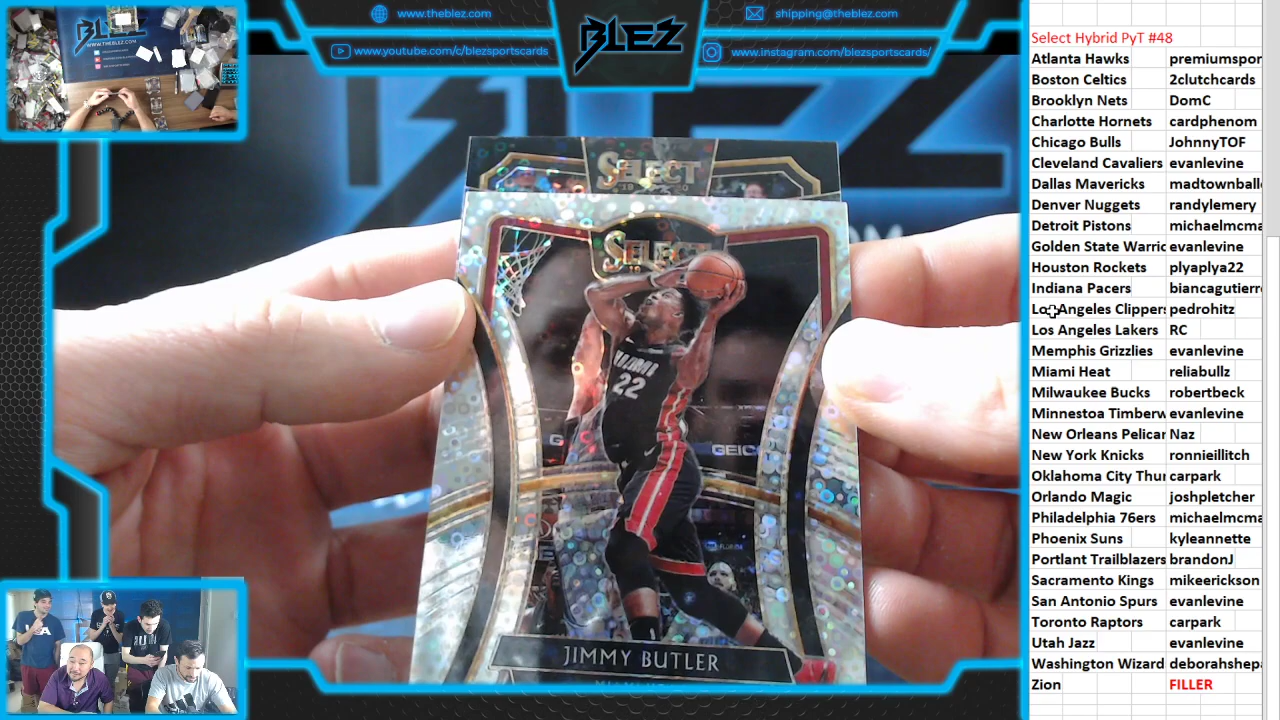 www.theblez.com
shipping@theblez.com
www.youtube.com/c/blezsportscards
www.instagram.com/blezsportscards/
BLEZ
SELECT
SELECT
22
GEICO
JIMMY BUTLER
Select Hybrid PyT #48
Atlanta Hawks premiumspor
Boston Celtics 2clutchcards
Brooklyn Nets DomC
Charlotte Hornets cardphenom
Chicago Bulls JohnnyTOF
Cleveland Cavaliers evanlevine
Dallas Mavericks madtownball
Denver Nuggets randylemery
Detroit Pistons michaelmcma
Golden State Warric evanlevine
Houston Rockets plyaplya22
Indiana Pacers biancagutierr
Los Angeles Clippers pedrohitz
Los Angeles Lakers RC
Memphis Grizzlies evanlevine
Miami Heat reliabullz
Milwaukee Bucks robertbeck
Minnestoa Timberw evanlevine
New Orleans Pelicar Naz
New York Knicks ronnieillitch
Oklahoma City Thu carpark
Orlando Magic joshpletcher
Philadelphia 76ers michaelmcma
Phoenix Suns kyleannette
Portlant Trailblazers brandonJ
Sacramento Kings mikeerickson
San Antonio Spurs evanlevine
Toronto Raptors carpark
Utah Jazz evanlevine
Washington Wizard deborahshepa
Zion FILLER